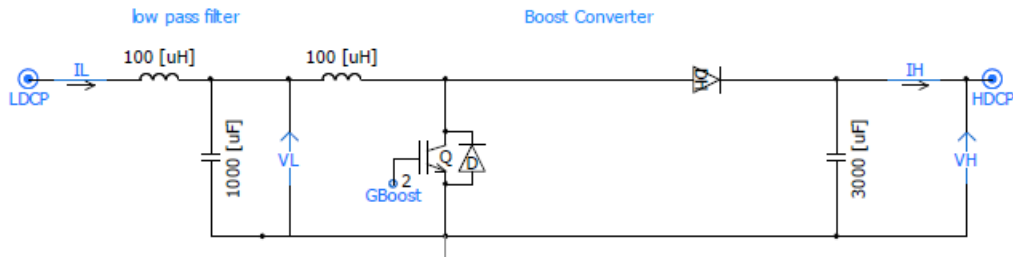 low pass filter
Boost Converter
100 [uH]
100 [uH]
IL
IH
LDCP
HDCP
DH
1000 [uF]
VL
Q
D
2
GBoost
3000 [uF]
VH